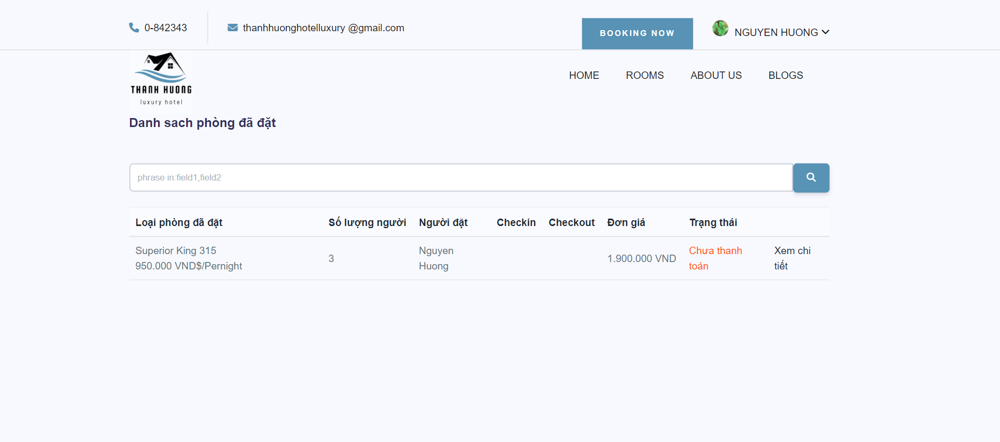 0-842343
thanhhuonghotelluxury @gmail.com
BOOKING NOW
NGUYEN HUONG
THANH HUONG
luxury hotel
HOME
ROOMS
ABOUT US
BLOGS
Danh sach phòng đã đặt
phrase in:field1,field2
Loại phòng đã đặt
Số lượng người
Người đặt
Checkin
Checkout
Đơn giá
Trạng thái
Superior King 315
950.000 VND$/Pernight
3
Nguyen
Huong
1.900.000 VND
Chưa thanh
toán
Xem chi
tiết